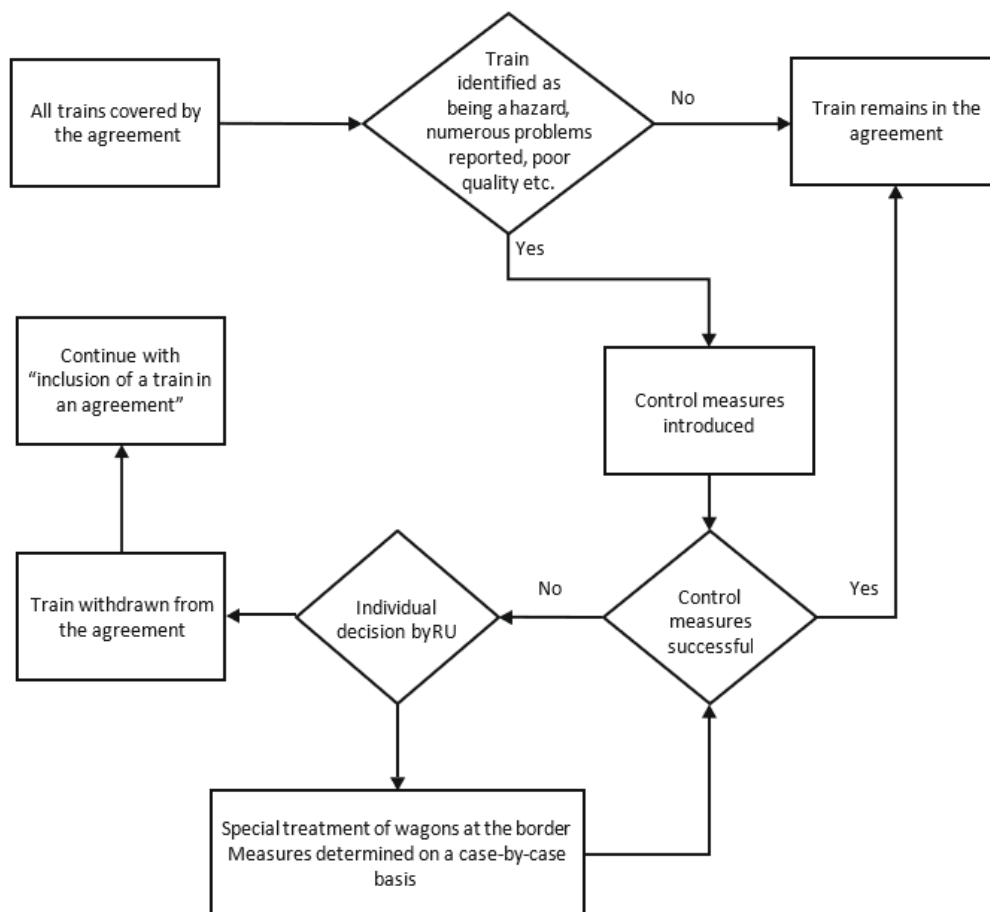 All trains covered by
the agreement
Train
identified as
being a hazard,
numerous problems
reported, poor
quality etc.
No
Train remains in the
agreement
Yes
Control measures
introduced
Control
measures
successful
Yes
No
Individual
decision byRU
Train withdrawn from
the agreement
Continue with
“inclusion of a train in
an agreement”
Special treatment of wagons at the border
Measures determined on a case-by-case
basis